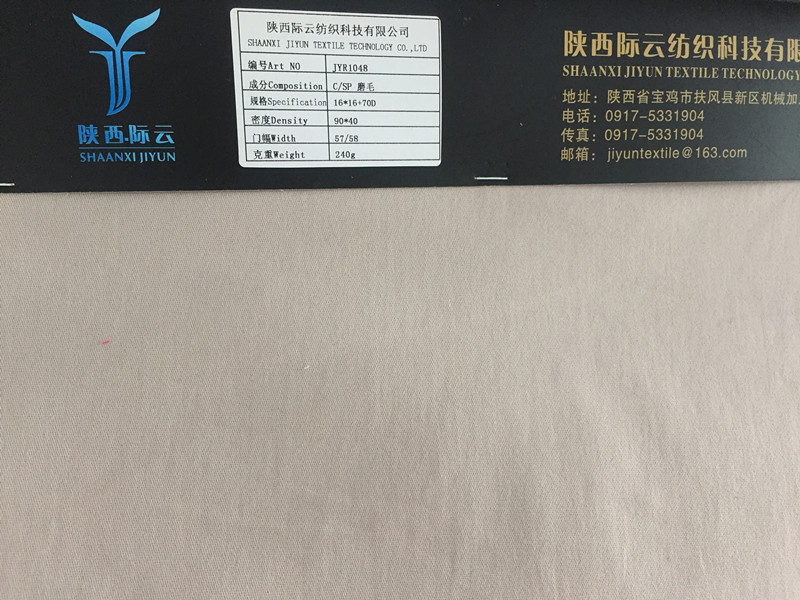 陕西.际云
SHAANXI JIYUN
陕西际云纺织科技有限公司
SHAANXI JIYUN TEXTILE TECHNOLOGY CO.,LTD
编号Art NO JYR1048
成分Composition C/SP 磨毛
规格Specification 16*16+70D
密度Density 90*40
门幅Width 57/58
克重Weight 240g
陕西际云纺织科技有限
SHAANXI JIYUN TEXTILE TECHNOLOGY
地址：陕西省宝鸡市扶风县新区机械加
电话：0917-5331904
传真：0917-5331904
邮箱：jiyuntextile@163.com